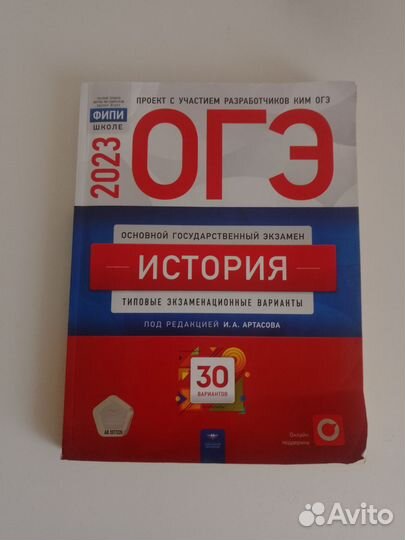 ПРОЕКТ С УЧАСТИЕМ РАЗРАБОТЧИКОВ КИМ ОГЭ
ФИПИ
ШКОЛЕ
2023
ОГЭ
ОСНОВНОЙ ГОСУДАРСТВЕННЫЙ ЭКЗАМЕН
ИСТОРИЯ
ТИПОВЫЕ ЭКЗАМЕНАЦИОННЫЕ ВАРИАНТЫ
ПОД РЕДАКЦИЕЙ И.А. АРТАСОВА
30
ВАРИАНТОВ
Онлайн
поддержка
Avito